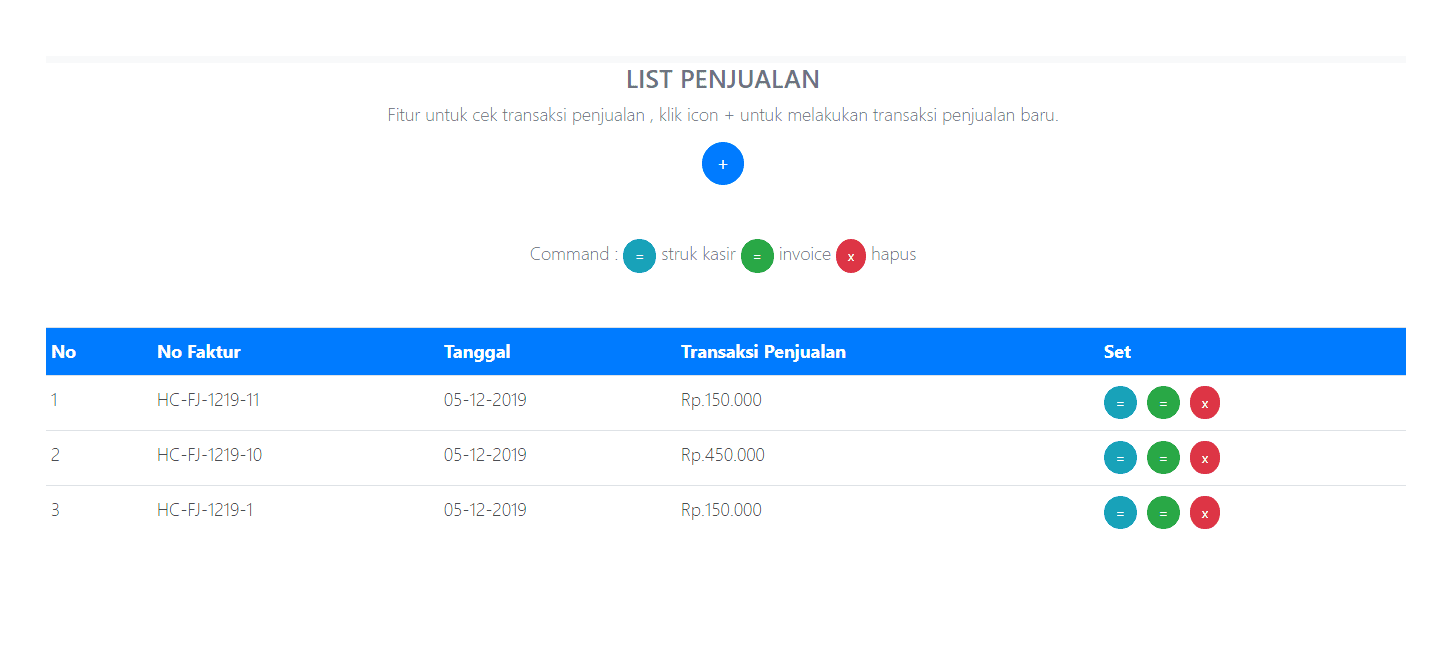 LIST PENJUALAN
Fitur untuk cek transaksi penjualan , klik icon + untuk melakukan transaksi penjualan baru.
+
Command : = struk kasir = invoice x hapus
No No Faktur Tanggal Transaksi Penjualan Set
1 HC-FJ-1219-11 05-12-2019 Rp.150.000 = = x
2 HC-FJ-1219-10 05-12-2019 Rp.450.000 = = x
3 HC-FJ-1219-1 05-12-2019 Rp.150.000 = = x